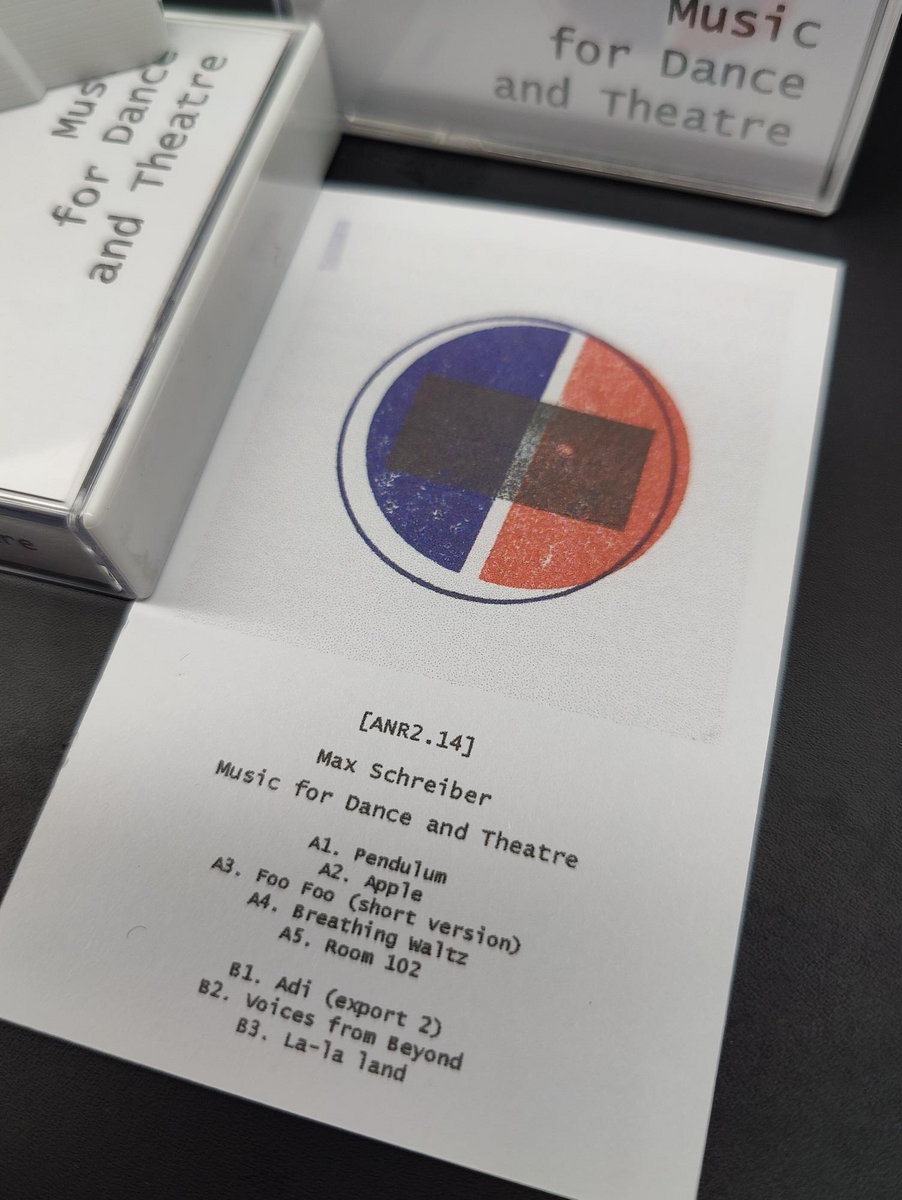 Mus
for Dance
and Theatre
Music
for Dance
and Theatre
re
[ANR2.14]
Max Schreiber
Music for Dance and Theatre
A1. Pendulum
A2. Apple
A3. Foo Foo (short version)
A4. Breathing Waltz
A5. Room 102
B1. Adi (export 2)
B2. Voices from Beyond
B3. La-la land